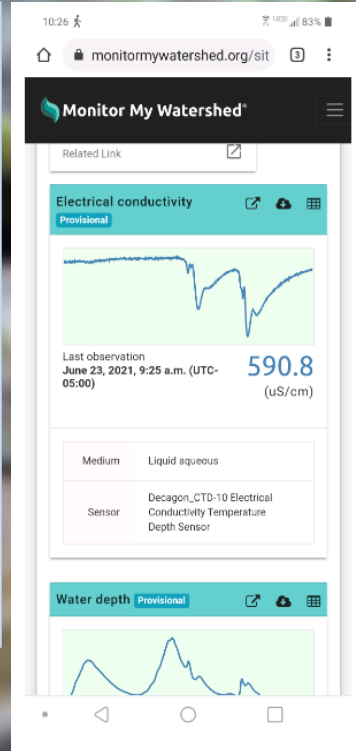 10:26 4GE 83%
monitormywatershed.org/sit 3
Monitor My Watershed®
Related Link
Electrical conductivity
Provisional
Last observation
June 23, 2021, 9:25 a.m. (UTC-
05:00)
590.8
(uS/cm)
Medium Liquid aqueous
Sensor Decagon_CTD-10 Electrical
Conductivity Temperature
Depth Sensor
Water depth Provisional